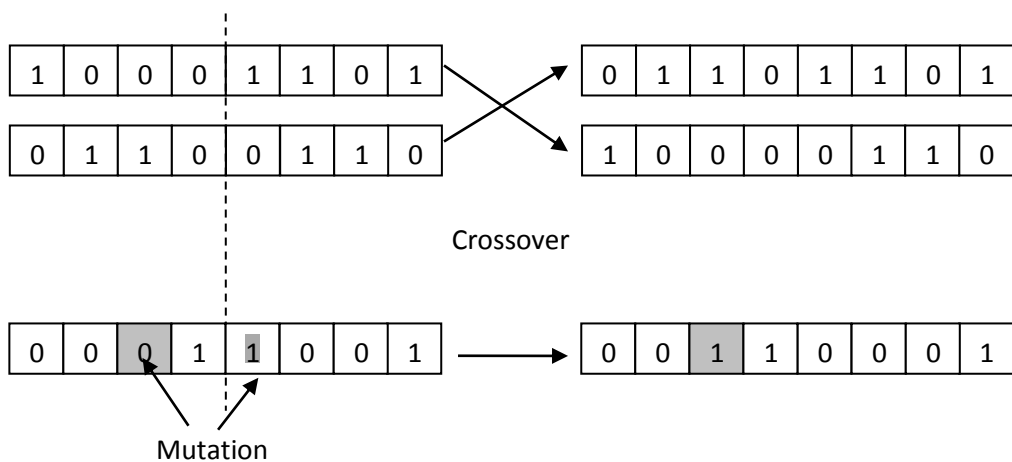 1 0 0 0 1 1 0 1 0 1 1 0 1 1 0 1
0 1 1 0 0 1 1 0 1 0 0 0 0 1 1 0
Crossover
0 0 0 1 1 0 0 1 0 0 1 1 0 0 0 1
Mutation